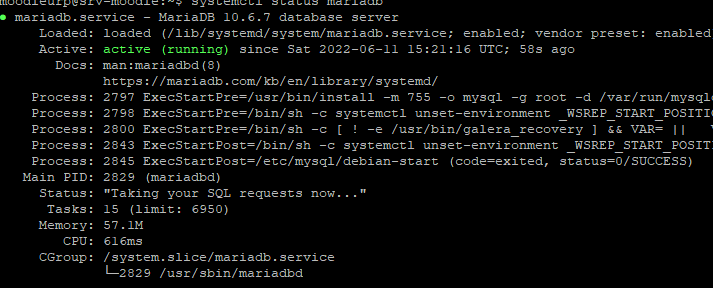 moodleurp@srv-moodle:~$ systemctl status mariadb
● mariadb.service - MariaDB 10.6.7 database server
Loaded: loaded (/lib/systemd/system/mariadb.service; enabled; vendor preset: enabled
Active: active (running) since Sat 2022-06-11 15:21:16 UTC; 58s ago
Docs: man:mariadbd(8)
https://mariadb.com/kb/en/library/systemd/
Process: 2797 ExecStartPre=/usr/bin/install -m 755 -o mysql -g root -d /var/run/mysql
Process: 2798 ExecStartPre=/bin/sh -c systemctl unset-environment _WSREP_START_POSITIO
Process: 2800 ExecStartPre=/bin/sh -c [ ! -e /usr/bin/galera_recovery ] && VAR= ||
Process: 2843 ExecStartPost=/bin/sh -c systemctl unset-environment _WSREP_START_POSIT
Process: 2845 ExecStartPost=/etc/mysql/debian-start (code=exited, status=0/SUCCESS)
Main PID: 2829 (mariadbd)
Status: "Taking your SQL requests now..."
Tasks: 15 (limit: 6950)
Memory: 57.1M
CPU: 616ms
CGroup: /system.slice/mariadb.service
└─2829 /usr/sbin/mariadbd